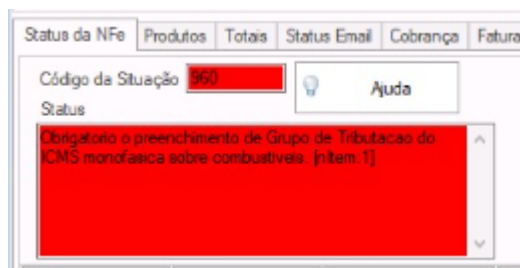 Status da NFe Produtos Totais Status Email Cobrança Fatura
Código da Situação 960 Ajuda
Status
Obrigatorio o preenchimento de Grupo de Tributacao do
ICMS monofasica sobre combustiveis. [nItem:1]